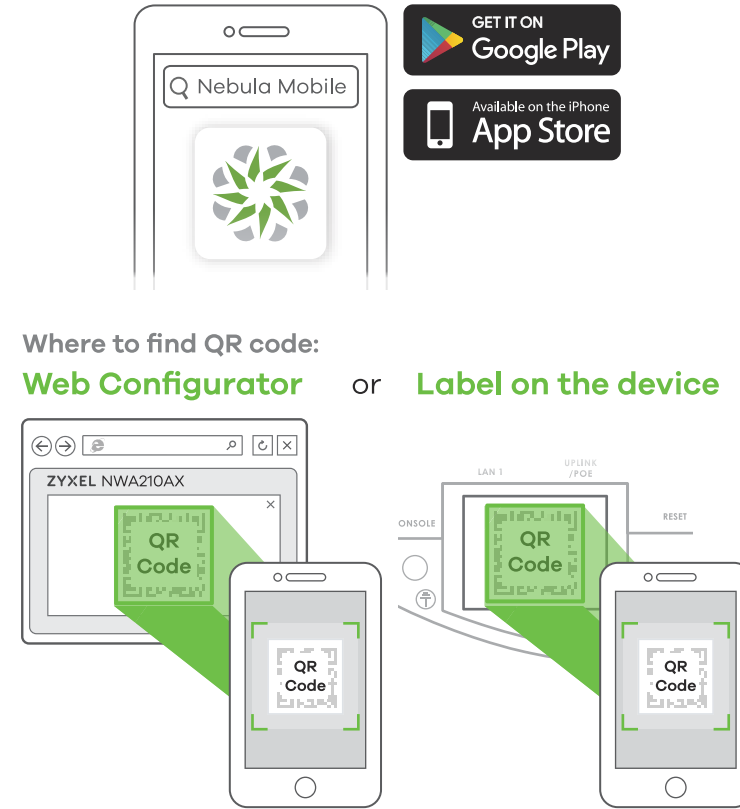 GET IT ON
Google Play
Nebula Mobile
Available on the iPhone
App Store
Where to find QR code:
Web Configurator or Label on the device
ZYXEL NWA210AX
QR
Code
QR
Code
LAN 1
UPLINK
/POE
ONSOLE
RESET
QR
Code
QR
Code